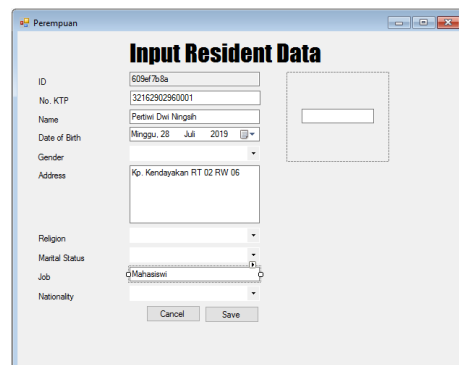 Perempuan
Input Resident Data
ID 609ef7b8a
No. KTP 32162902960001
Name Pertiwi Dwi Ningsih
Date of Birth Minggu, 28 Juli 2019
Gender
Address Kp. Kendayakan RT 02 RW 06
Religion
Marital Status
Job Mahasiswi
Nationality
Cancel Save